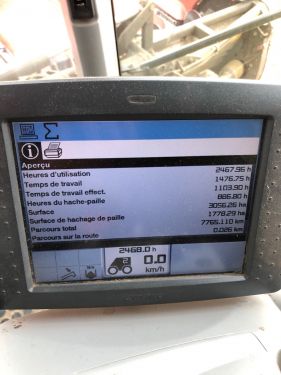 Aperçu
Heures d'utilisation 2467.96 h
Temps de travail 1476.75 h
Temps de travail effect. 1103.90 h
Heures du hache-paille 886.80 h
Surface 3056.26 ha
Surface de hachage de paille 1778.29 ha
Parcours total 7765.110 km
Parcours sur la route 0.026 km
2468.0 h
0.0
km/h